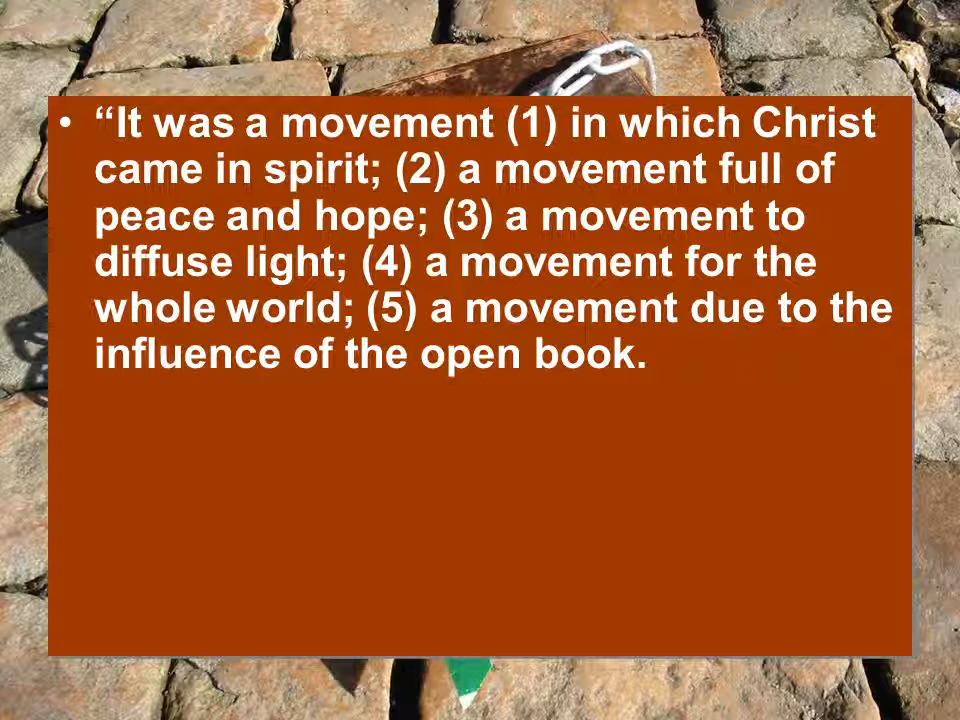 • “It was a movement (1) in which Christ
came in spirit; (2) a movement full of
peace and hope; (3) a movement to
diffuse light; (4) a movement for the
whole world; (5) a movement due to the
influence of the open book.